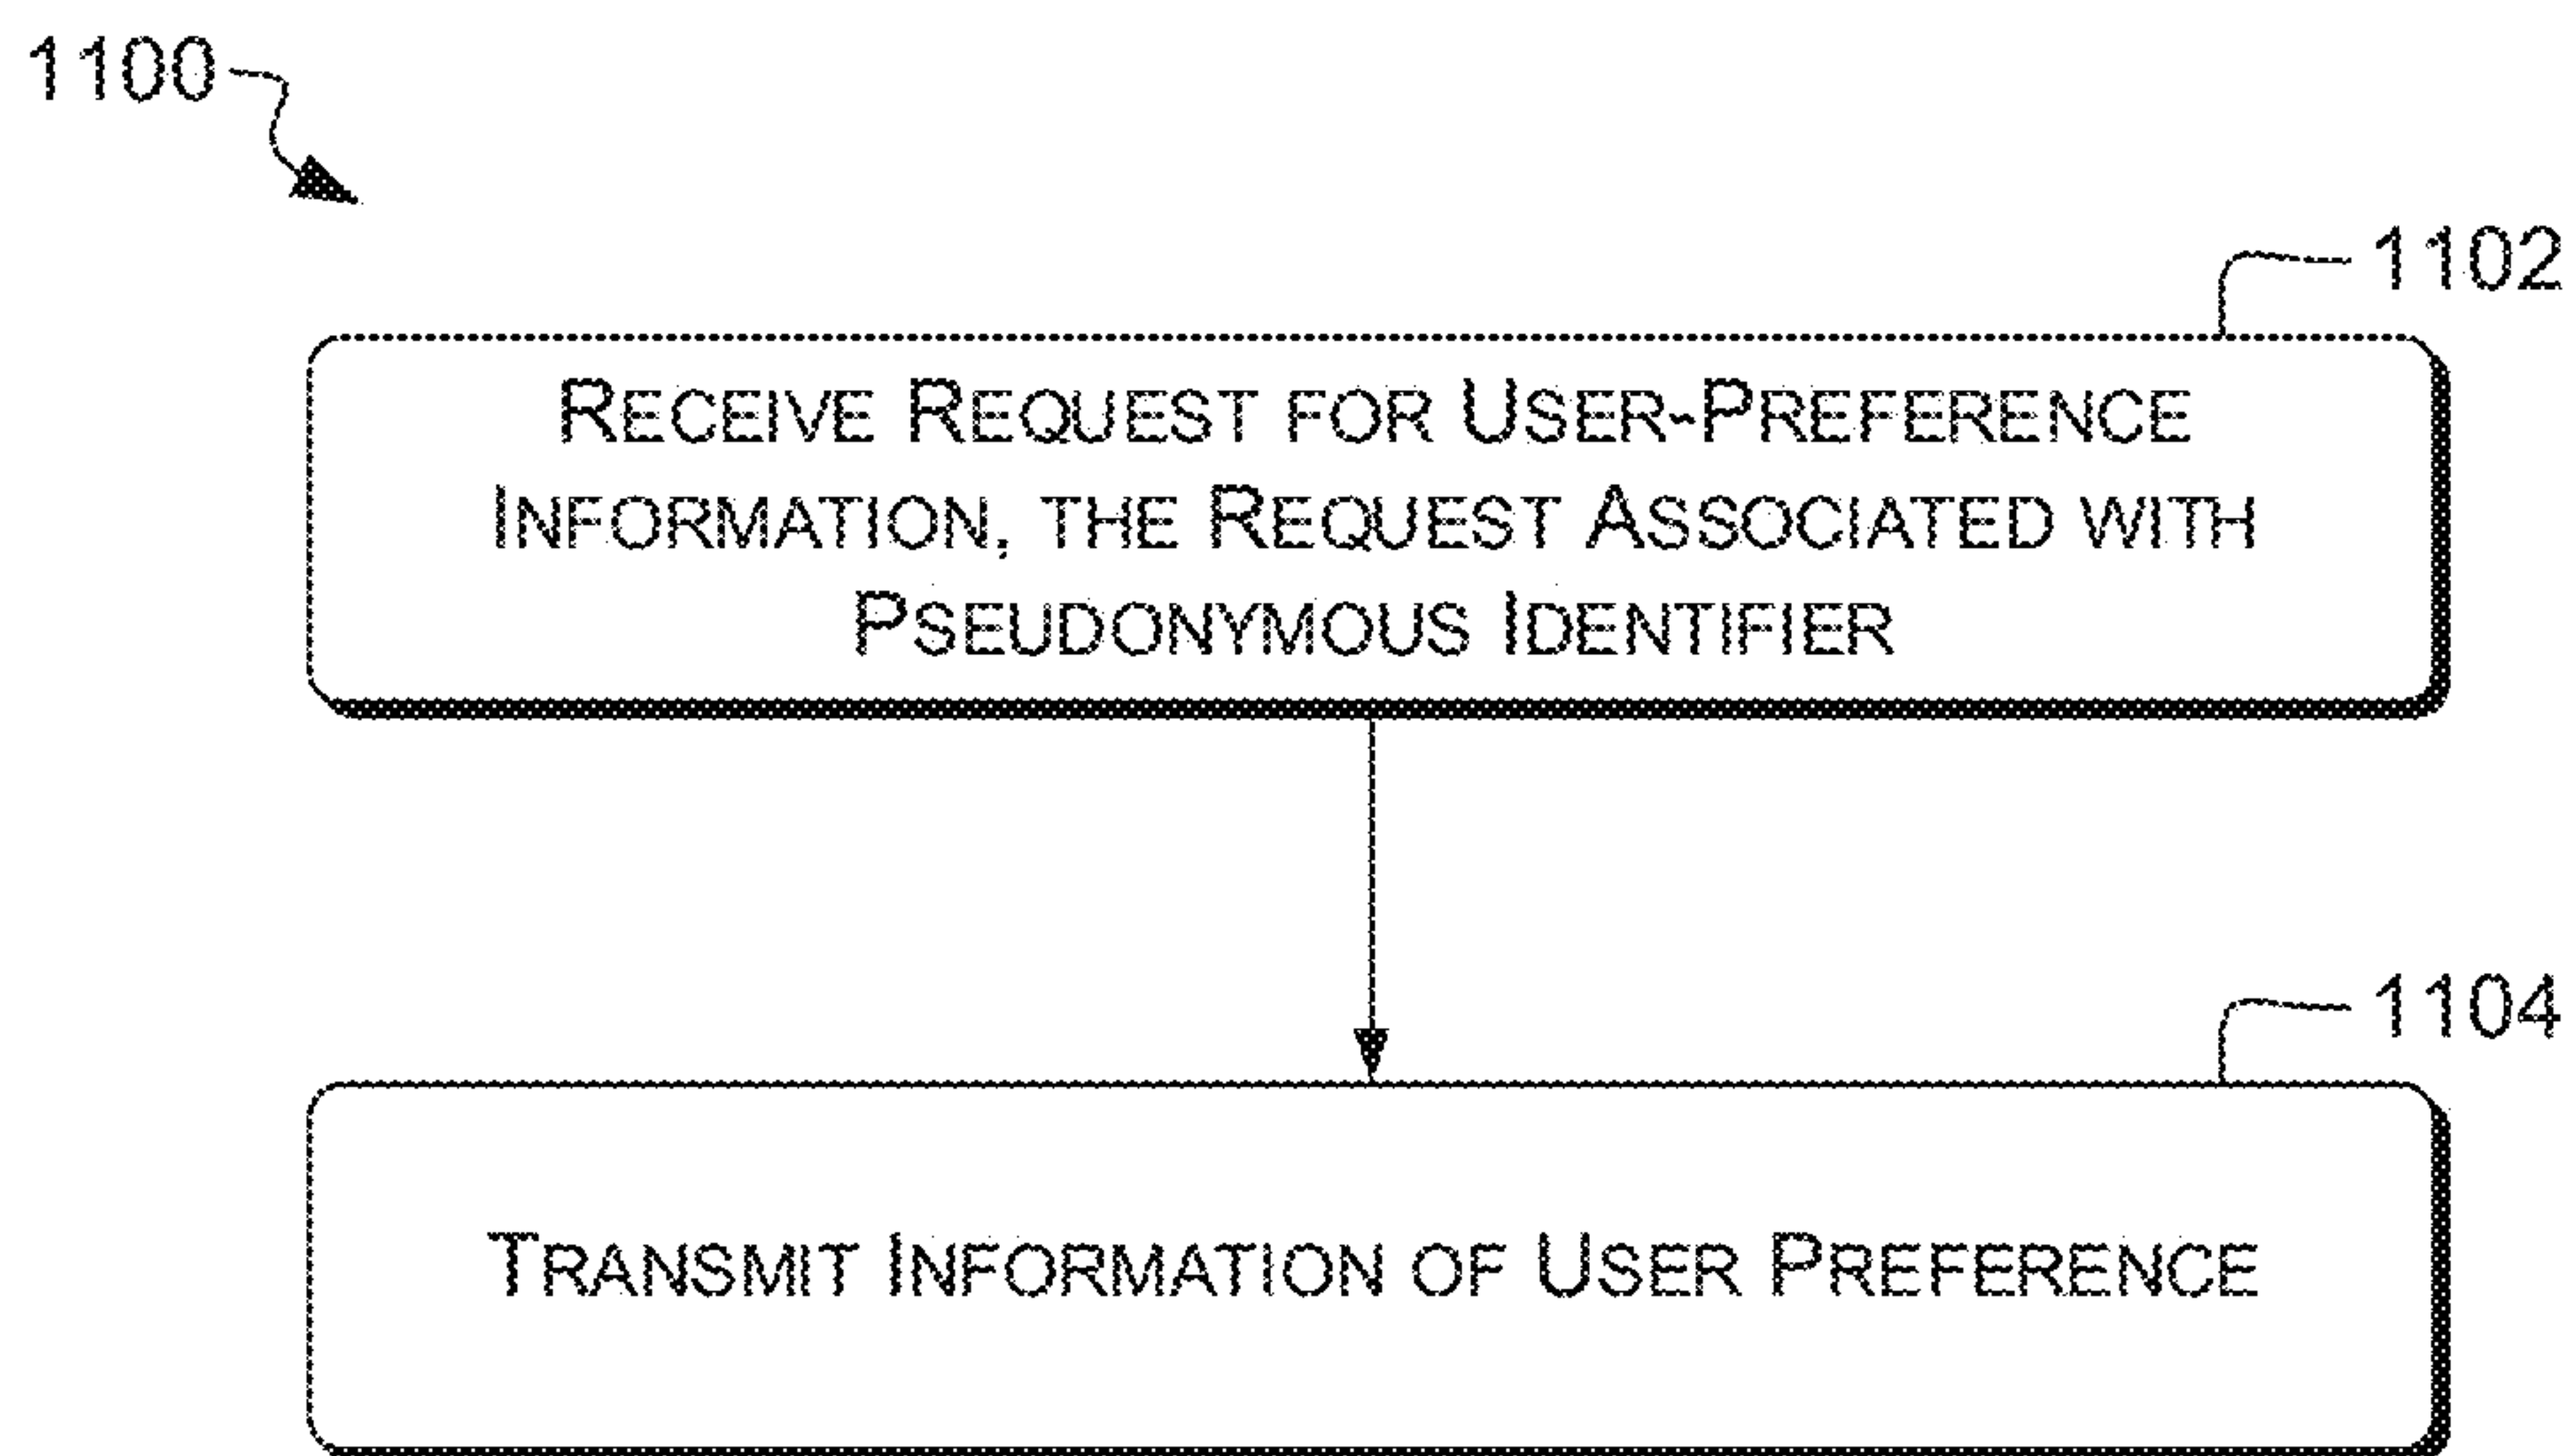 1100
1102
RECEIVE REQUEST FOR USER-PREFERENCE
INFORMATION, THE REQUEST ASSOCIATED WITH
PSEUDONYMOUS IDENTIFIER
1104
TRANSMIT INFORMATION OF USER PREFERENCE